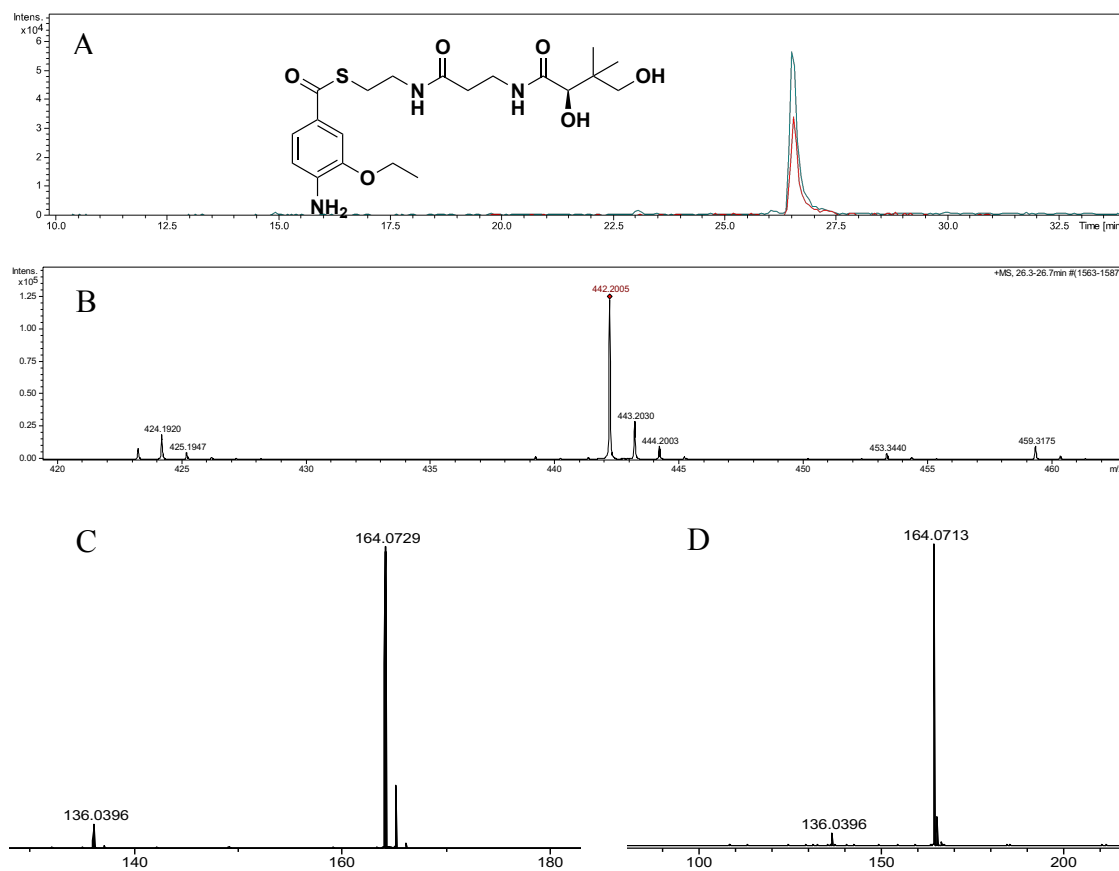 Intens.
x10⁴
A
6
5
4
3
2
1
0
O
S
N
H
O
N
H
O
OH
OH
O
NH₂
10.0 12.5 15.0 17.5 20.0 22.5 25.0 27.5 30.0 32.5 Time [min
Intens.
x10⁵
+MS, 26.3-26.7min #(1563-1587
B
442.2005
1.25
1.00
0.75
0.50
0.25
0.00
424.1920
425.1947
443.2030
444.2003
453.3440
459.3175
420 425 430 435 440 445 450 455 460 m/
C
164.0729
136.0396
140 160 180
D
164.0713
136.0396
100 150 200